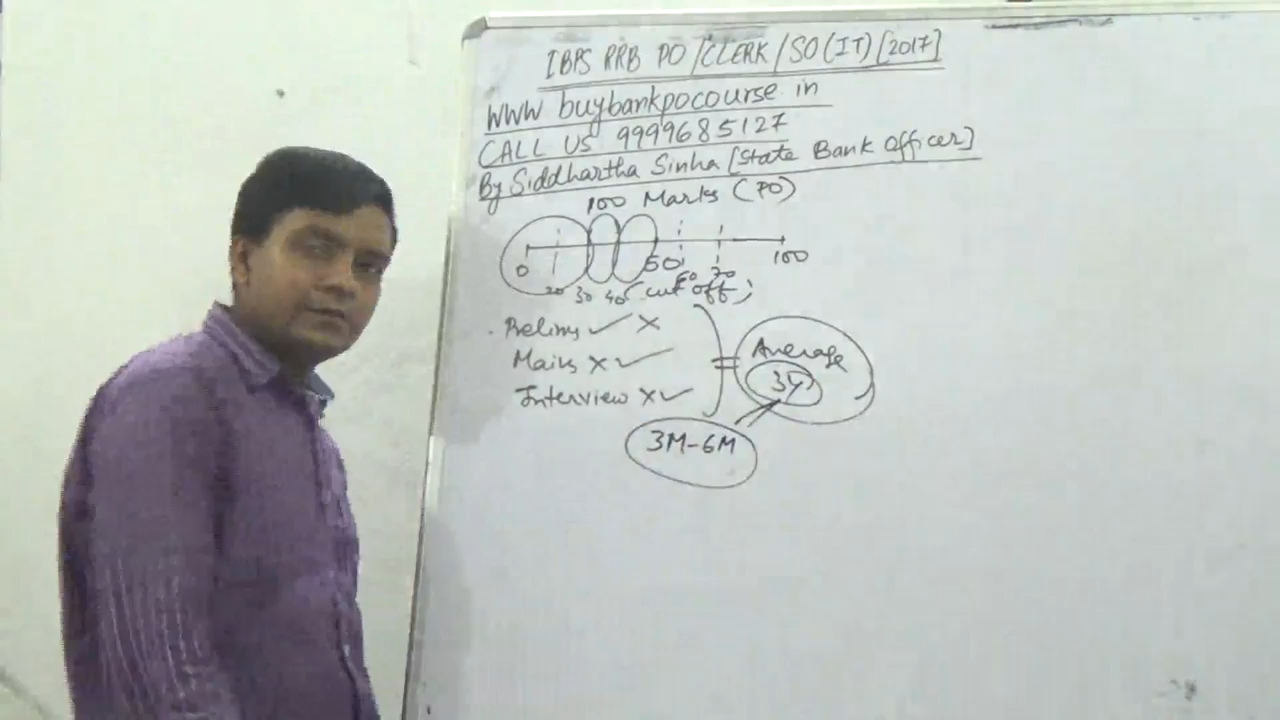 IBPS RRB PO/CLERK/SO(IT)[2017]
WWW buybankpocourse in
CALL US 9999685127
By Siddhartha Sinha [State Bank Officer]
100 Marks (PO)
0 20 30 40 50 60 70 100
(cut off)
Prelims ✓ ×
Mains × ✓
Interview × ✓
= Average
3Y
3M-6M